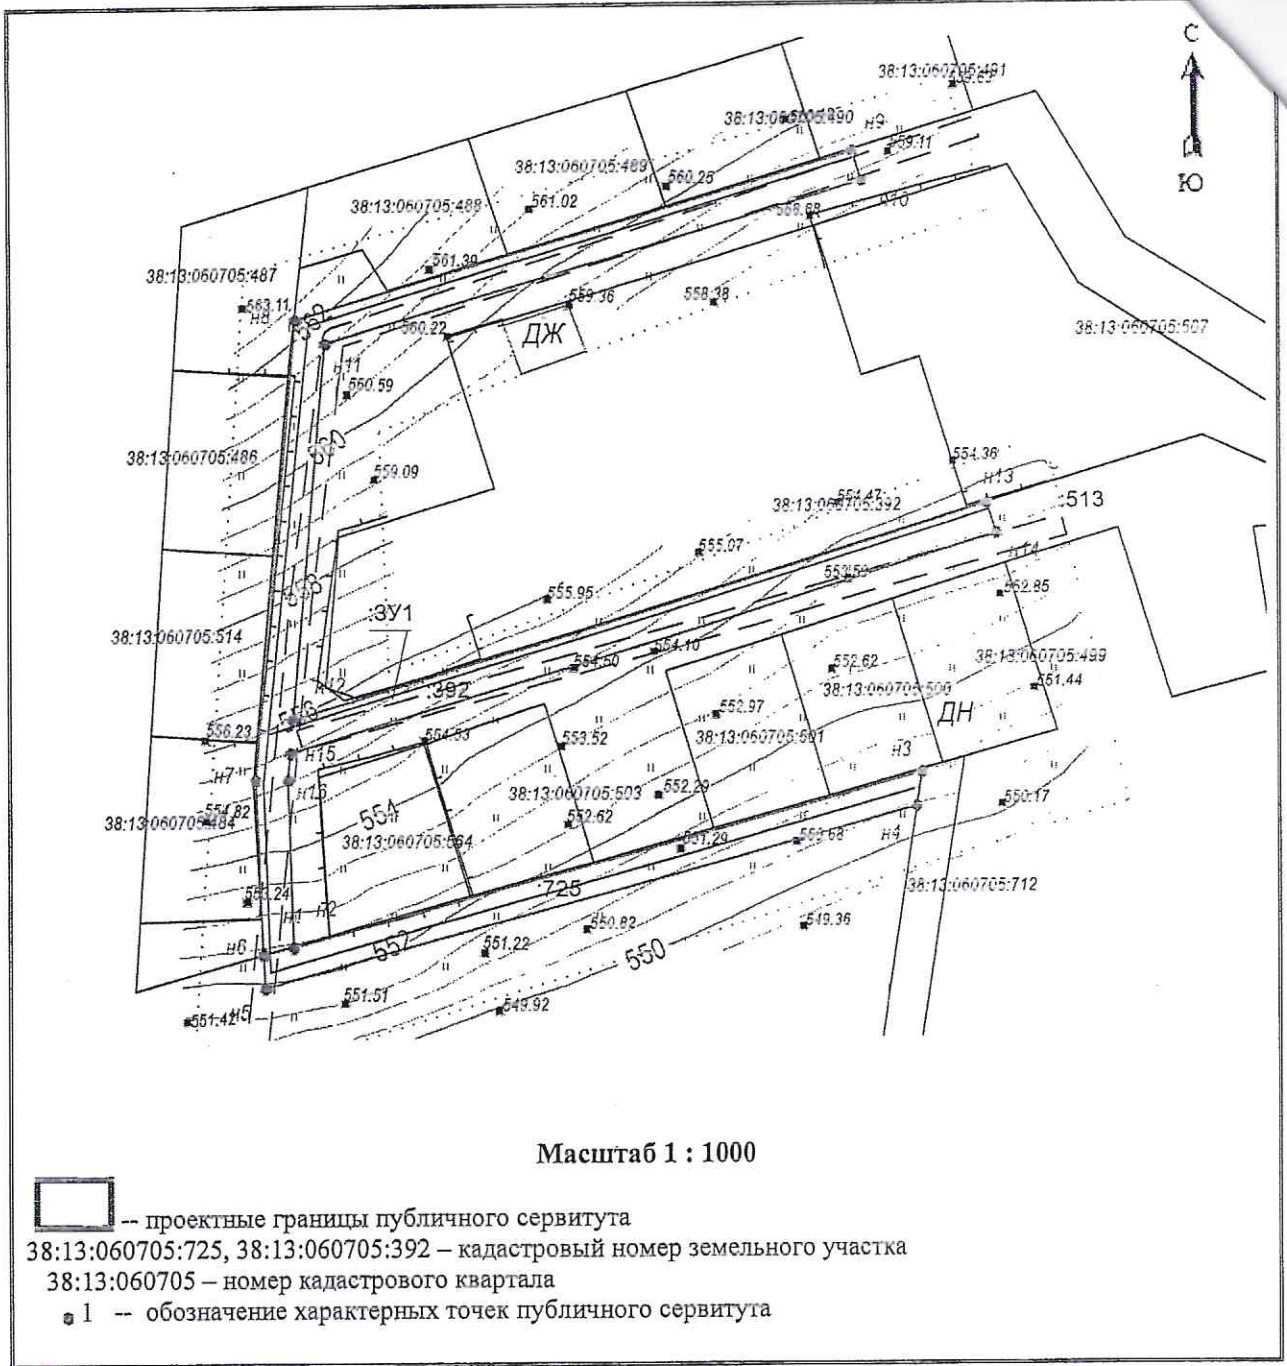 С
38:13:060705:491
559.63
38:13:060705:490
н9
559.11
38:13:060705:489
560.25
Ю
561.02
38:13:060705:488
н10
561.39
38:13:060705:487
563.11
559.36
558.38
н8
562
560.22
ДЖ
38:13:060705:507
н11
560.59
560
38:13:060705:486
554.36
559.09
н13
554.47
38:13:060705:392
:513
555.07
н14
558
553.59
552.85
555.95
ЗУ1
38:13:060705:514
554.10
38:13:060705:499
554.50
552.62
н12
551.44
:392
38:13:060705:500
552.97
ДН
556.23
554.53
38:13:060705:501
553.52
н15
н3
н7
н16
552.29
38:13:060705:503
550.17
554.82
38:13:060705:484
554
552.62
н4
38:13:060705:564
551.29
550.68
:725
38:13:060705:712
553.24
н1
н2
550.82
549.36
н6
552
551.22
550
551.51
549.92
551.42
н5
Масштаб 1 : 1000
-- проектные границы публичного сервитута
38:13:060705:725, 38:13:060705:392 – кадастровый номер земельного участка
38:13:060705 – номер кадастрового квартала
1 -- обозначение характерных точек публичного сервитута